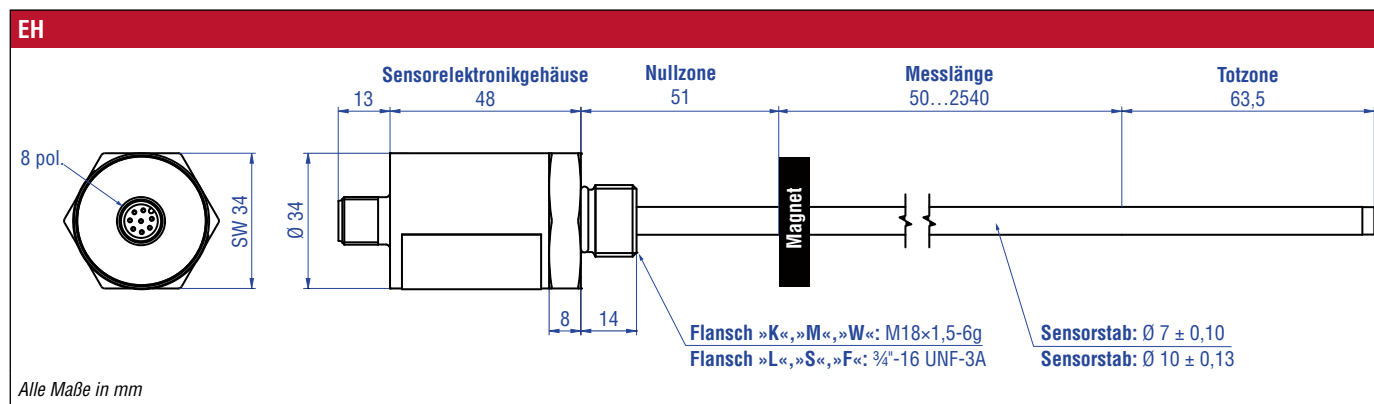 EH
Sensorelektronikgehäuse
Nullzone
Messlänge
Totzone
13
48
51
50…2540
63,5
8 pol.
SW 34
Ø 34
Magnet
8
14
Flansch »K«,»M«,»W«: M18×1,5-6g
Flansch »L«,»S«,»F«: ¾"-16 UNF-3A
Sensorstab: Ø 7 ± 0,10
Sensorstab: Ø 10 ± 0,13
Alle Maße in mm